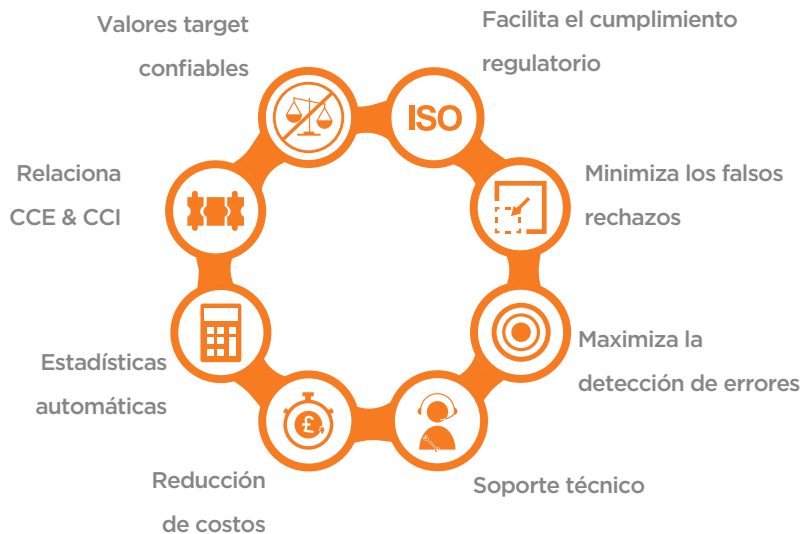 Valores target
confiables
Facilita el cumplimiento
regulatorio
ISO
Relaciona
CCE & CCI
Minimiza los falsos
rechazos
Estadísticas
automáticas
Maximiza la
detección de errores
£
Reducción
de costos
Soporte técnico